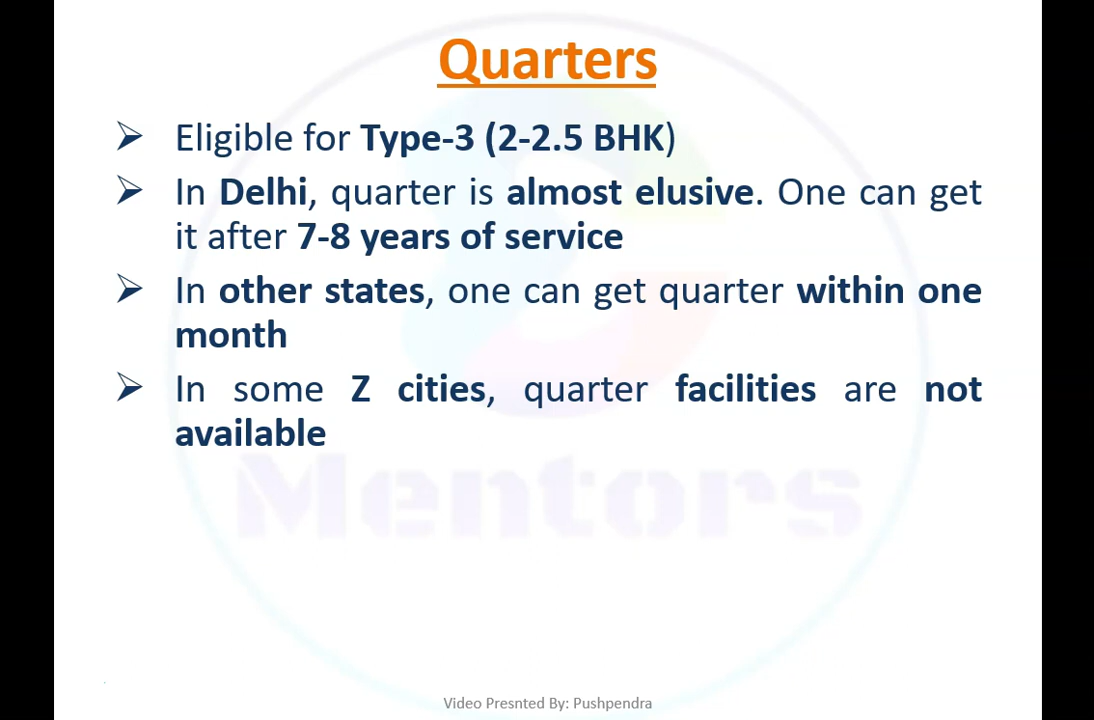 Quarters
➢ Eligible for Type-3 (2-2.5 BHK)
➢ In Delhi, quarter is almost elusive. One can get
it after 7-8 years of service
➢ In other states, one can get quarter within one
month
➢ In some Z cities, quarter facilities are not
available
Mentors
Video Presnted By: Pushpendra